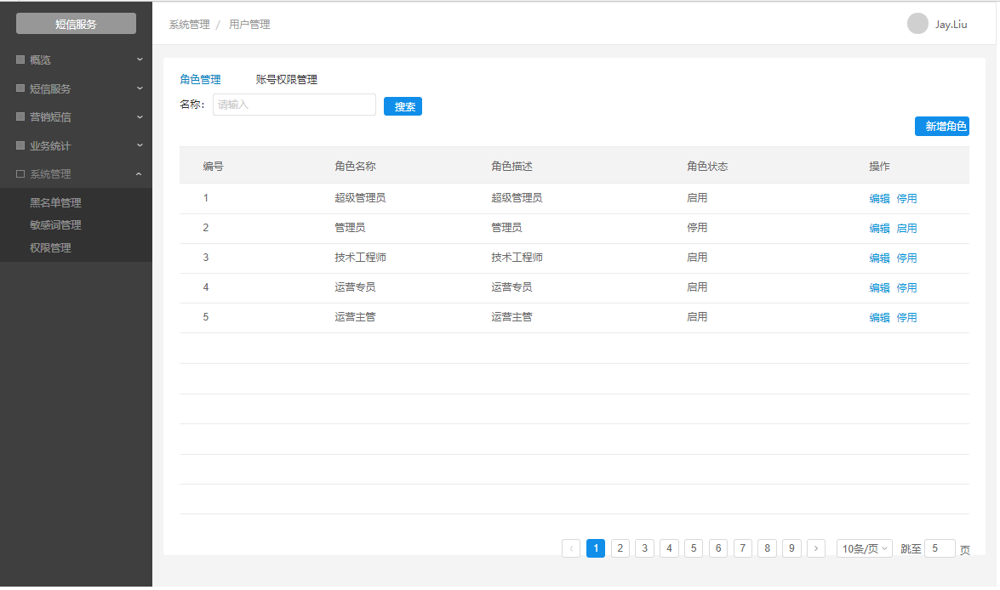 短信服务
概览
短信服务
营销短信
业务统计
系统管理
黑名单管理
敏感词管理
权限管理
系统管理 / 用户管理
Jay.Liu
角色管理 账号权限管理
名称： 请输入 搜索
新增角色
编号 角色名称 角色描述 角色状态 操作
1 超级管理员 超级管理员 启用 编辑 停用
2 管理员 管理员 停用 编辑 启用
3 技术工程师 技术工程师 启用 编辑 停用
4 运营专员 运营专员 启用 编辑 停用
5 运营主管 运营主管 启用 编辑 停用
< 1 2 3 4 5 6 7 8 9 > 10条/页 跳至 5 页